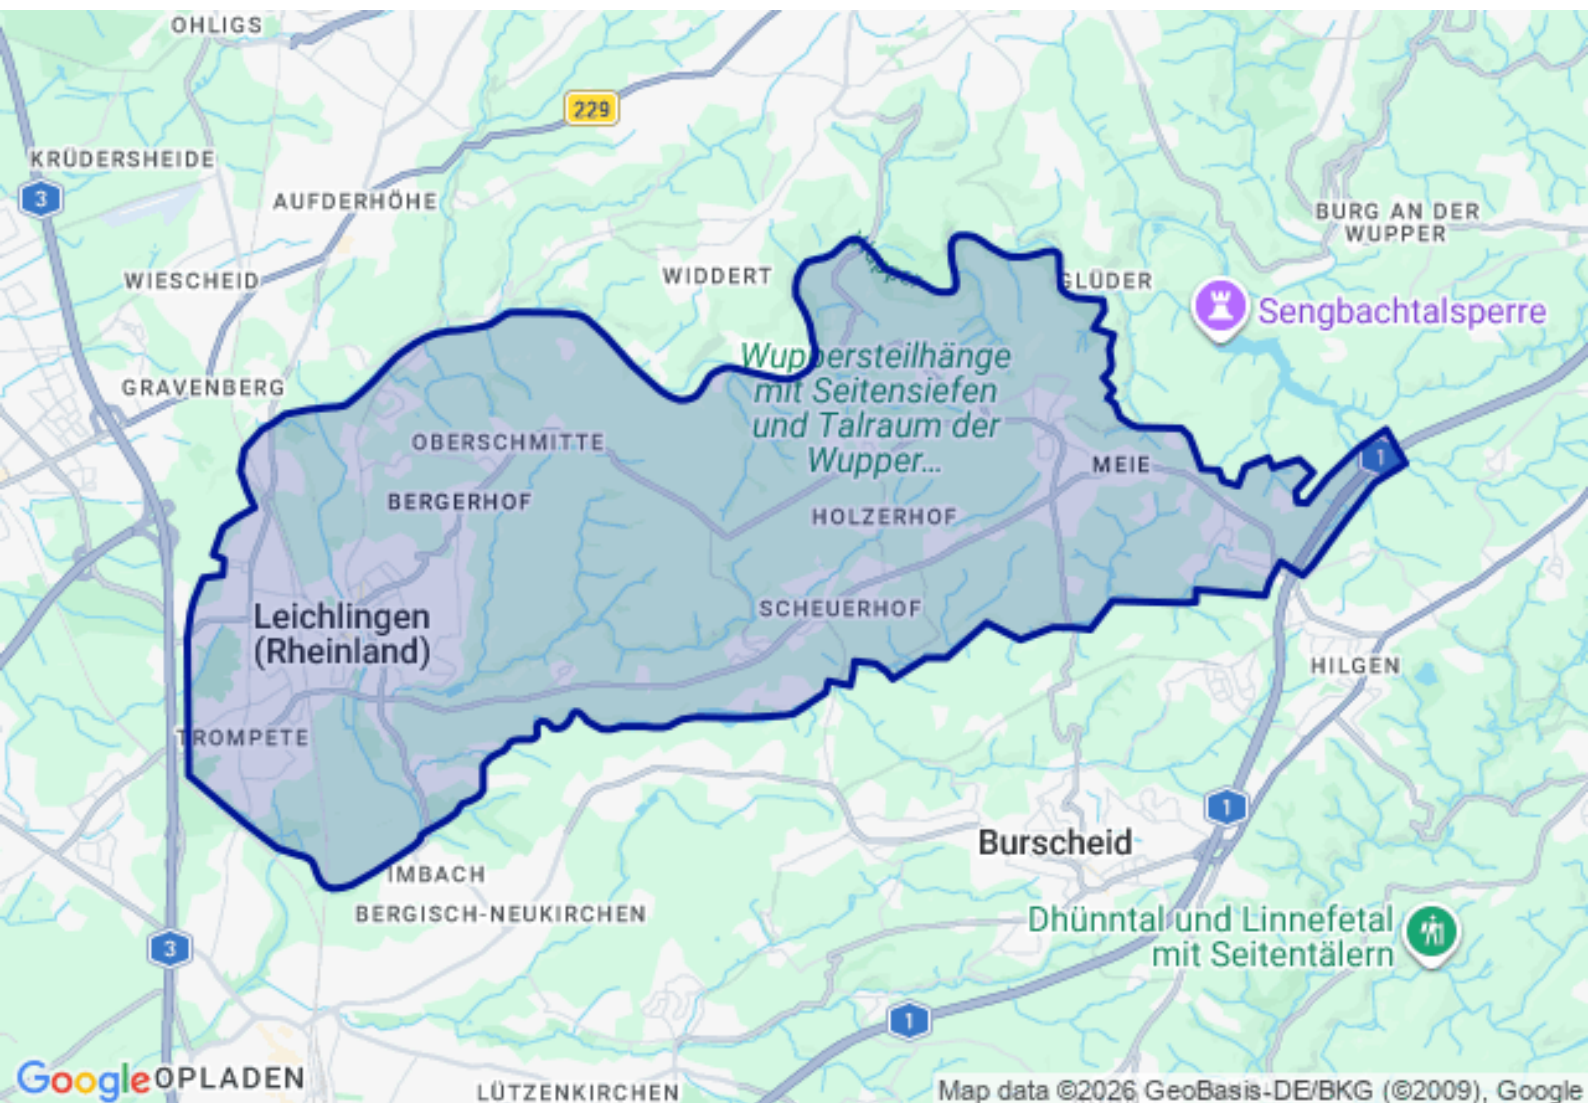 OHLIGS
229
KRÜDERSHEIDE
3
AUFDERHÖHE
BURG AN DER
WUPPER
WIESCHEID
WIDDERT
Wupper
GLÜDER
Sengbachtalsperre
Wuppersteilhänge
mit Seitensiefen
und Talraum der
Wupper...
GRAVENBERG
OBERSCHMITTE
MEIE
1
BERGERHOF
HOLZERHOF
Leichlingen
(Rheinland)
SCHEUERHOF
HILGEN
TROMPETE
1
Burscheid
IMBACH
BERGISCH-NEUKIRCHEN
Dhünntal und Linnefetal
mit Seitentälern
3
1
Google
OPLADEN
LÜTZENKIRCHEN
Map data ©2026 GeoBasis-DE/BKG (©2009), Google